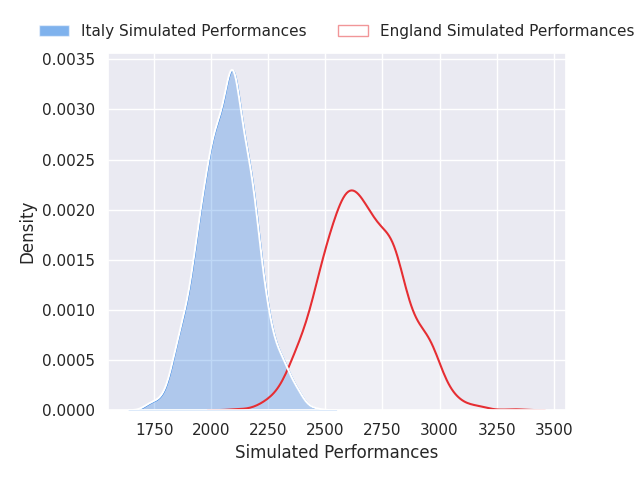 Italy Simulated Performances England Simulated Performances
0.0035
0.0030
0.0025
0.0020
0.0015
0.0010
0.0005
0.0000
Density
1750 2000 2250 2500 2750 3000 3250 3500
Simulated Performances